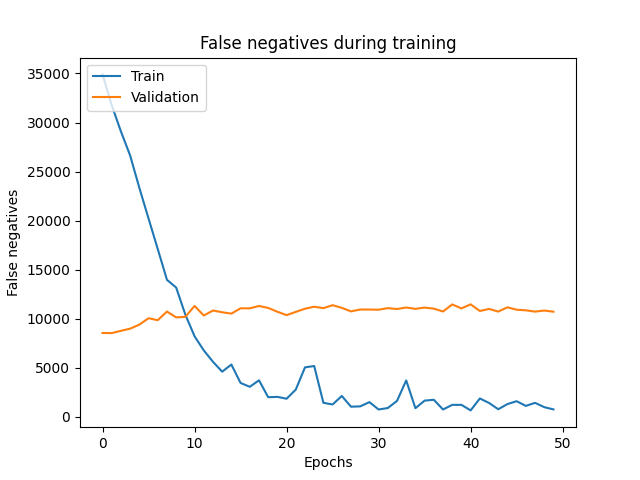 False negatives during training
Train
Validation
False negatives
35000
30000
25000
20000
15000
10000
5000
0
0 10 20 30 40 50
Epochs